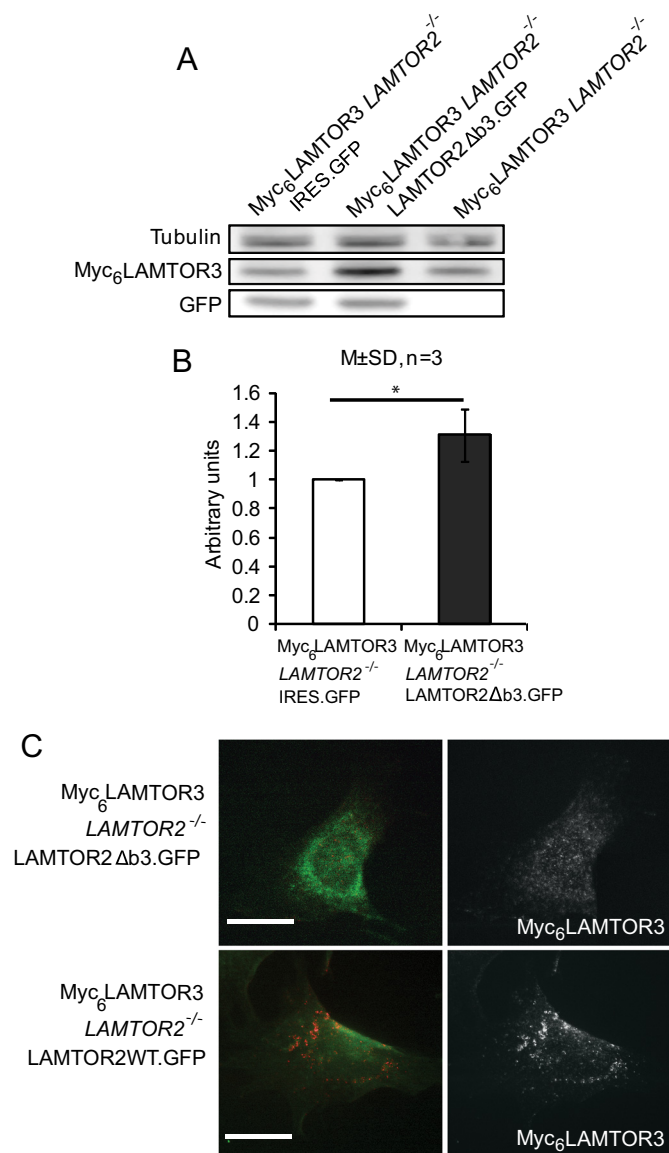 A
Myc6LAMTOR3 LAMTOR2-/-
IRES.GFP
Myc6LAMTOR3 LAMTOR2-/-
LAMTOR2Δb3.GFP
Myc6LAMTOR3 LAMTOR2-/-
Tubulin
Myc6LAMTOR3
GFP
B
M±SD, n=3
*
1.6
1.4
1.2
1
0.8
0.6
0.4
0.2
0
Arbitrary units
Myc6LAMTOR3
LAMTOR2-/-
IRES.GFP
Myc6LAMTOR3
LAMTOR2-/-
LAMTOR2Δb3.GFP
C
Myc6LAMTOR3
LAMTOR2-/-
LAMTOR2Δb3.GFP
Myc6LAMTOR3
Myc6LAMTOR3
LAMTOR2-/-
LAMTOR2WT.GFP
Myc6LAMTOR3